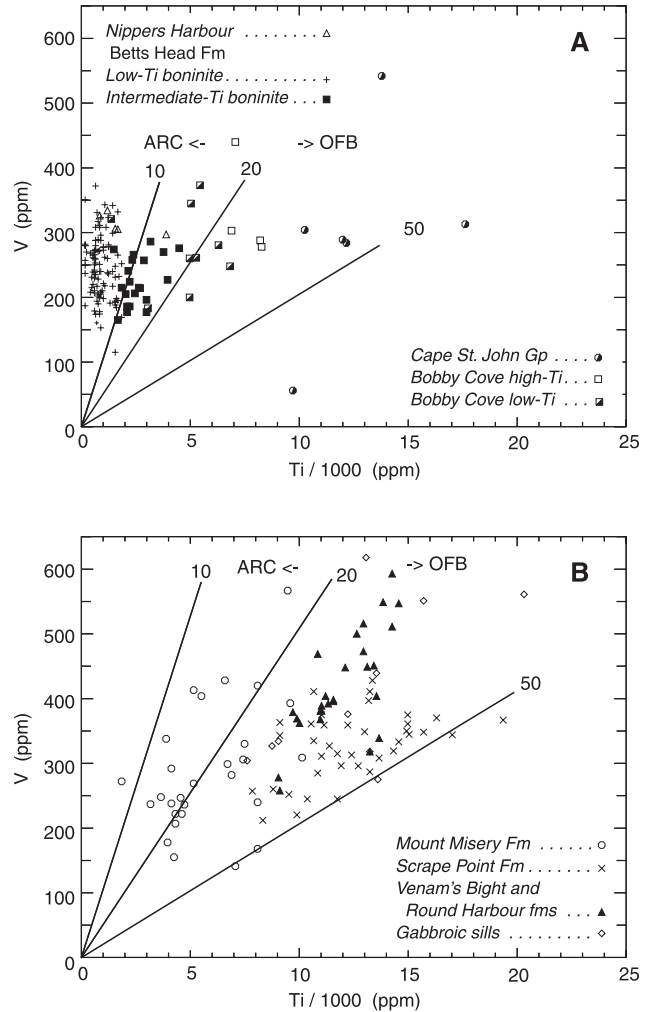 A
Nippers Harbour ........
Betts Head Fm
Low-Ti boninite...........
Intermediate-Ti boninite ...
ARC <- -> OFB
10
20
50
600
500
400
300
200
100
0
V (ppm)
Cape St. John Gp ....
Bobby Cove high-Ti...
Bobby Cove low-Ti ...
0 5 10 15 20 25
Ti / 1000 (ppm)
B
ARC <- -> OFB
10
20
50
600
500
400
300
200
100
0
V (ppm)
Mount Misery Fm ......
Scrape Point Fm .......
Venam's Bight and
Round Harbour fms ...
Gabbroic sills .........
0 5 10 15 20 25
Ti / 1000 (ppm)